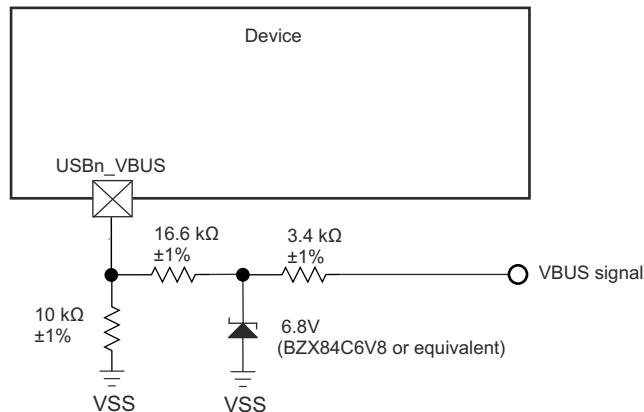 Device
USBn_VBUS
16.6 kΩ
±1%
3.4 kΩ
±1%
VBUS signal
10 kΩ
±1%
6.8V
(BZX84C6V8 or equivalent)
VSS
VSS